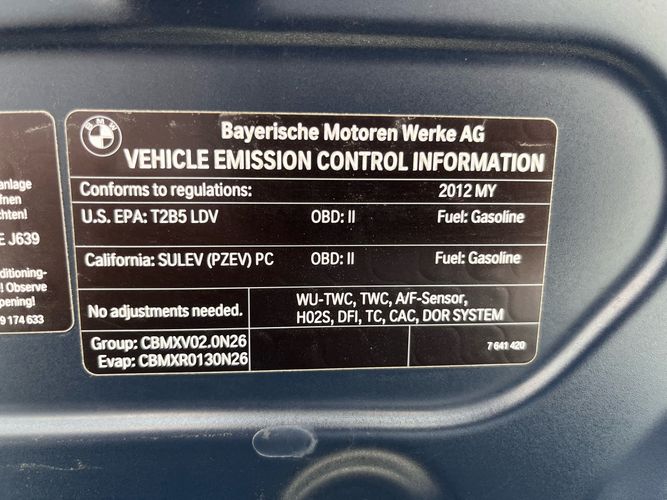 BMW
Bayerische Motoren Werke AG
VEHICLE EMISSION CONTROL INFORMATION
Conforms to regulations: 2012 MY
U.S. EPA: T2B5 LDV OBD: II Fuel: Gasoline
California: SULEV (PZEV) PC OBD: II Fuel: Gasoline
No adjustments needed.
WU-TWC, TWC, A/F-Sensor,
HO2S, DFI, TC, CAC, DOR SYSTEM
Group: CBMXV02.0N26
Evap: CBMXR0130N26
7 641 420
anlage
fnen
chten!
E J639
ditioning-
! Observe
pening!
9 174 633